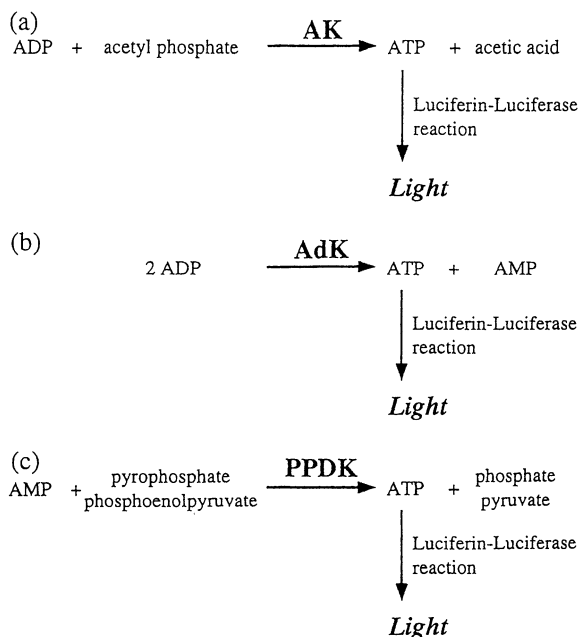 (a)
AK
ADP + acetyl phosphate ATP + acetic acid
Luciferin-Luciferase
reaction
Light
(b)
AdK
2 ADP ATP + AMP
Luciferin-Luciferase
reaction
Light
(c)
PPDK
pyrophosphate phosphate
AMP + ATP +
phosphoenolpyruvate pyruvate
Luciferin-Luciferase
reaction
Light